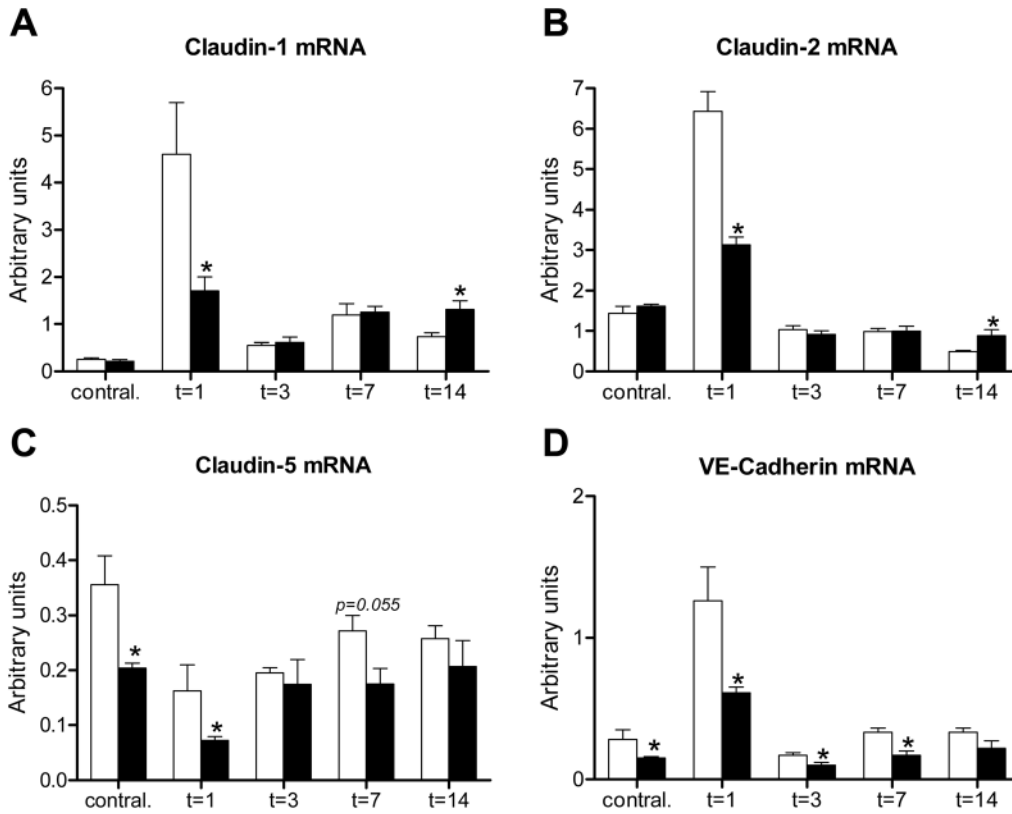 A
Claudin-1 mRNA
Arbitrary units
6
5
4
3
2
1
0
*
*
contral. t=1 t=3 t=7 t=14
B
Claudin-2 mRNA
Arbitrary units
7
6
5
4
3
2
1
0
*
*
contral. t=1 t=3 t=7 t=14
C
Claudin-5 mRNA
Arbitrary units
0.5
0.4
0.3
0.2
0.1
0.0
p=0.055
*
*
contral. t=1 t=3 t=7 t=14
D
VE-Cadherin mRNA
Arbitrary units
2
1
0
*
*
*
*
contral. t=1 t=3 t=7 t=14